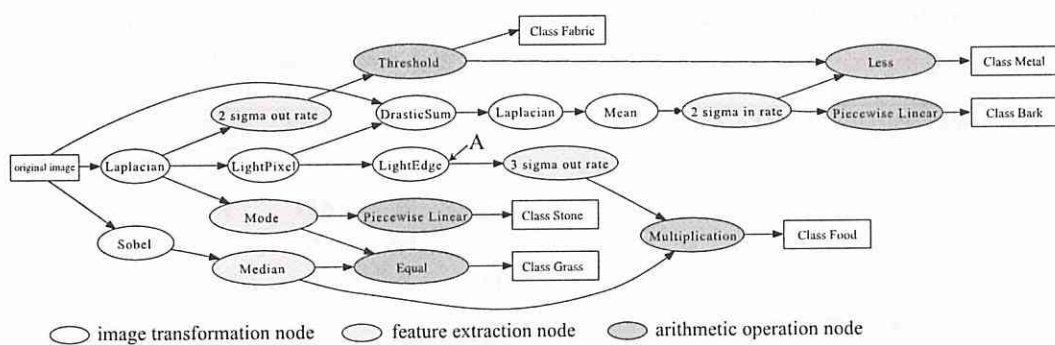 Class Fabric
Threshold
Less
Class Metal
2 sigma out rate
DrasticSum
Laplacian
Mean
2 sigma in rate
Piecewise Linear
Class Bark
A
original image
Laplacian
LightPixel
LightEdge
3 sigma out rate
Mode
Piecewise Linear
Class Stone
Sobel
Multiplication
Class Food
Median
Equal
Class Grass
image transformation node
feature extraction node
arithmetic operation node